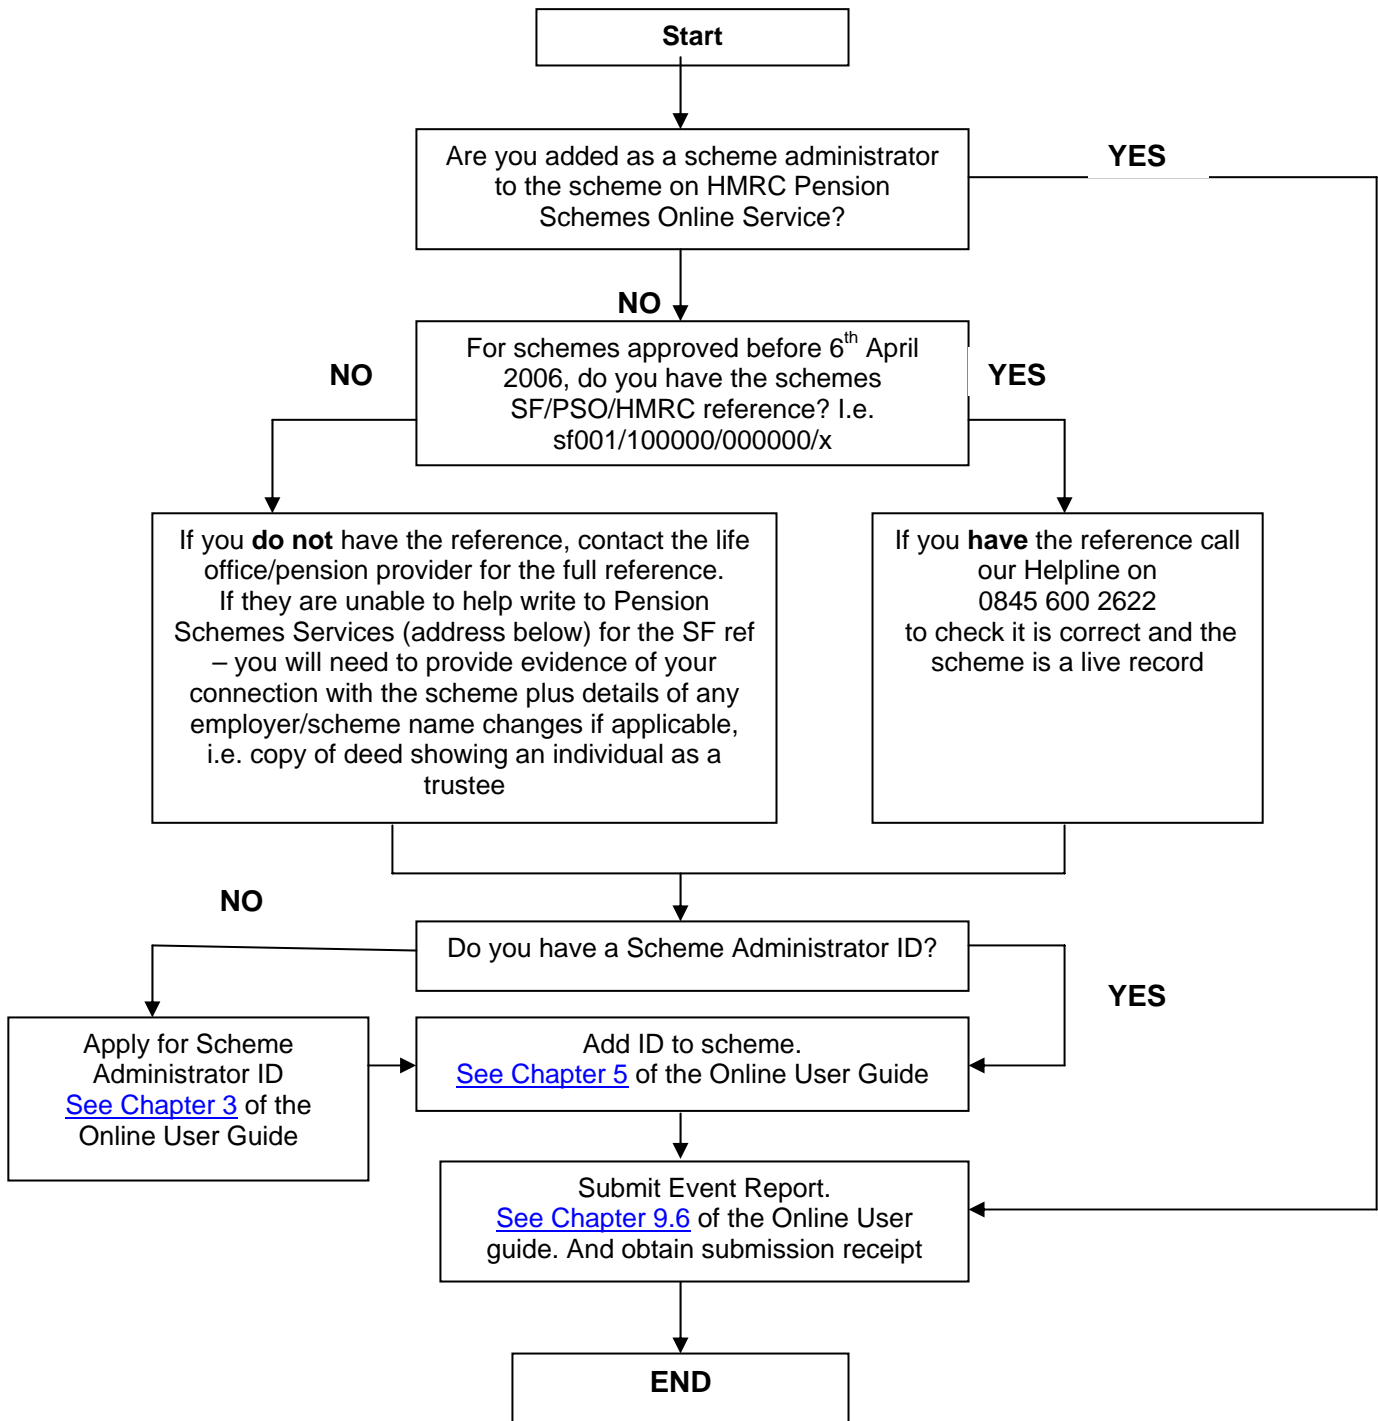 Start
Are you added as a scheme administrator
to the scheme on HMRC Pension
Schemes Online Service?
YES
NO
For schemes approved before 6th April
2006, do you have the schemes
SF/PSO/HMRC reference? I.e.
sf001/100000/000000/x
NO
YES
If you do not have the reference, contact the life
office/pension provider for the full reference.
If they are unable to help write to Pension
Schemes Services (address below) for the SF ref
– you will need to provide evidence of your
connection with the scheme plus details of any
employer/scheme name changes if applicable,
i.e. copy of deed showing an individual as a
trustee
If you have the reference call
our Helpline on
0845 600 2622
to check it is correct and the
scheme is a live record
NO
Do you have a Scheme Administrator ID?
YES
Apply for Scheme
Administrator ID
See Chapter 3 of the
Online User Guide
Add ID to scheme.
See Chapter 5 of the Online User Guide
Submit Event Report.
See Chapter 9.6 of the Online User
guide. And obtain submission receipt
END